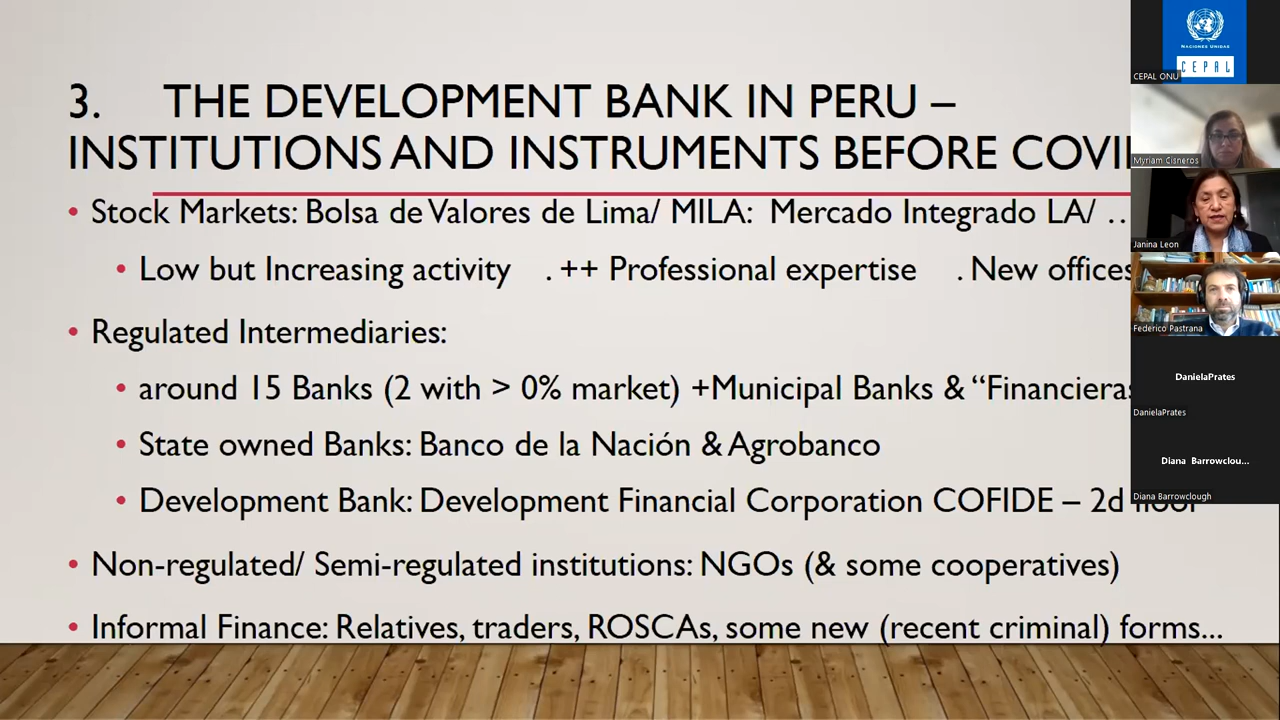 3. THE DEVELOPMENT BANK IN PERU –
INSTITUTIONS AND INSTRUMENTS BEFORE COVI
• Stock Markets: Bolsa de Valores de Lima/ MILA: Mercado Integrado LA/ …
• Low but Increasing activity . ++ Professional expertise . New offices
• Regulated Intermediaries:
• around 15 Banks (2 with > 0% market) +Municipal Banks & “Financieras
• State owned Banks: Banco de la Nación & Agrobanco
• Development Bank: Development Financial Corporation COFIDE – 2d floor
• Non-regulated/ Semi-regulated institutions: NGOs (& some cooperatives)
• Informal Finance: Relatives, traders, ROSCAs, some new (recent criminal) forms...
NACIONES UNIDAS
CEPAL
CEPAL ONU
Myriam Cisneros
Janina Leon
Federico Pastrana
DanielaPrates
DanielaPrates
Diana Barrowclou...
Diana Barrowclough